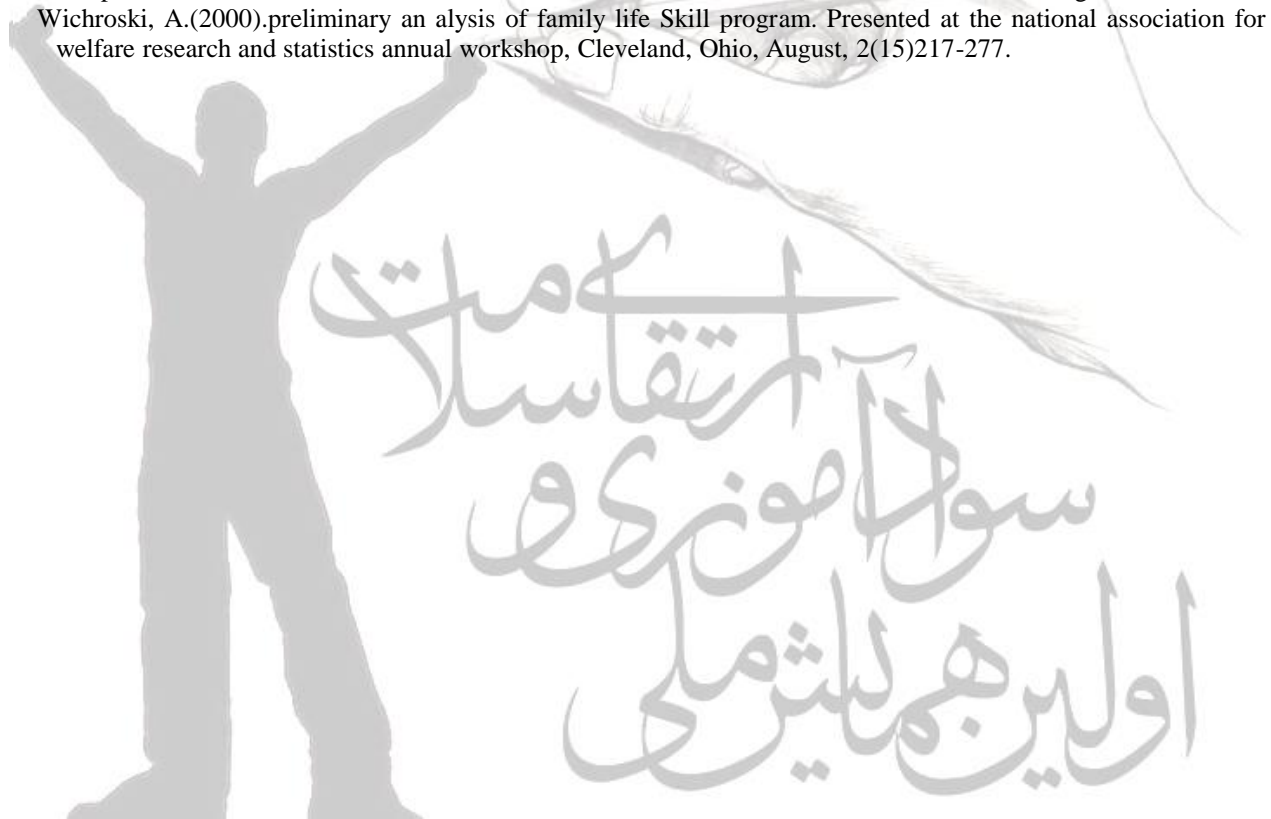 Wichroski, A.(2000).preliminary an alysis of family life Skill program. Presented at the national association for
welfare research and statistics annual workshop, Cleveland, Ohio, August, 2(15)217-277.
اولین همایش ملی
سوادآموزی و
ارتقای سلامت